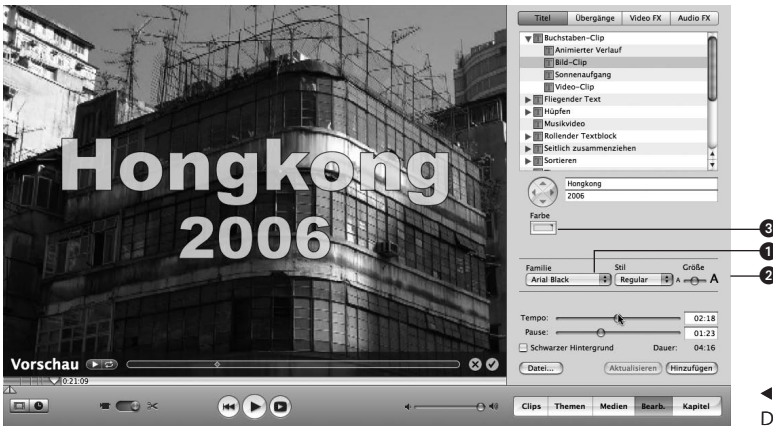 Hongkong
2006
Vorschau
0:21:09
Titel Übergänge Video FX Audio FX
Buchstaben-Clip
Animierter Verlauf
Bild-Clip
Sonnenaufgang
Video-Clip
Fliegender Text
Hüpfen
Musikvideo
Rollender Textblock
Seitlich zusammenziehen
Sortieren
Hongkong
2006
Farbe
3
1
2
Familie Stil Größe
Arial Black Regular A A
Tempo: 02:18
Pause: 01:23
Schwarzer Hintergrund Dauer: 04:16
Datei... Aktualisieren Hinzufügen
Clips Themen Medien Bearb. Kapitel